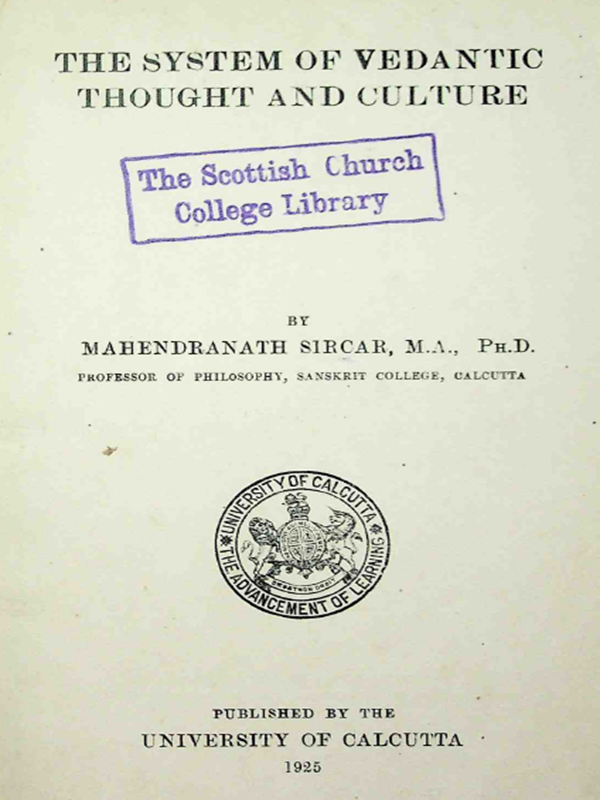 THE SYSTEM OF VEDANTIC
THOUGHT AND CULTURE
The Scottish Church
College Library
BY
MAHENDRANATH SIRCAR, M.A., PH.D.
PROFESSOR OF PHILOSOPHY, SANSKRIT COLLEGE, CALCUTTA
UNIVERSITY OF CALCUTTA
THE ADVANCEMENT OF LEARNING
PUBLISHED BY THE
UNIVERSITY OF CALCUTTA
1925